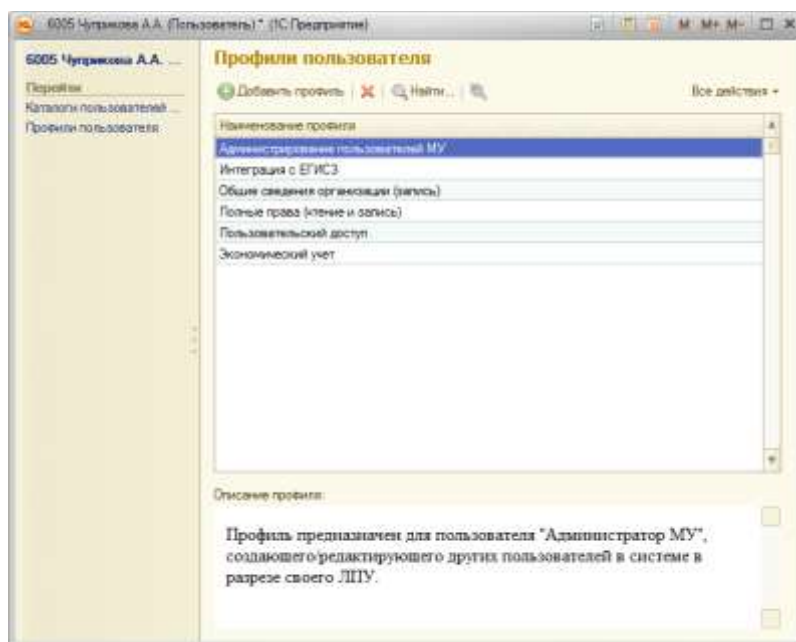 6005 Чуприкова А.А. (Пользователь) * (1С:Предприятие)
M M+ M-
6005 Чуприкова А.А. ...
Перейти
Каталоги пользователей ...
Профили пользователя
Профили пользователя
Добавить профиль
Найти...
Все действия
Наименование профиля
Администрирование пользователей МУ
Интеграция с ЕГИСЗ
Общие сведения организации (запись)
Полные права (чтение и запись)
Пользовательский доступ
Экономический учет
Описание профиля:
Профиль предназначен для пользователя "Администратор МУ",
создающего/редактирующего других пользователей в системе в
разрезе своего ЛПУ.